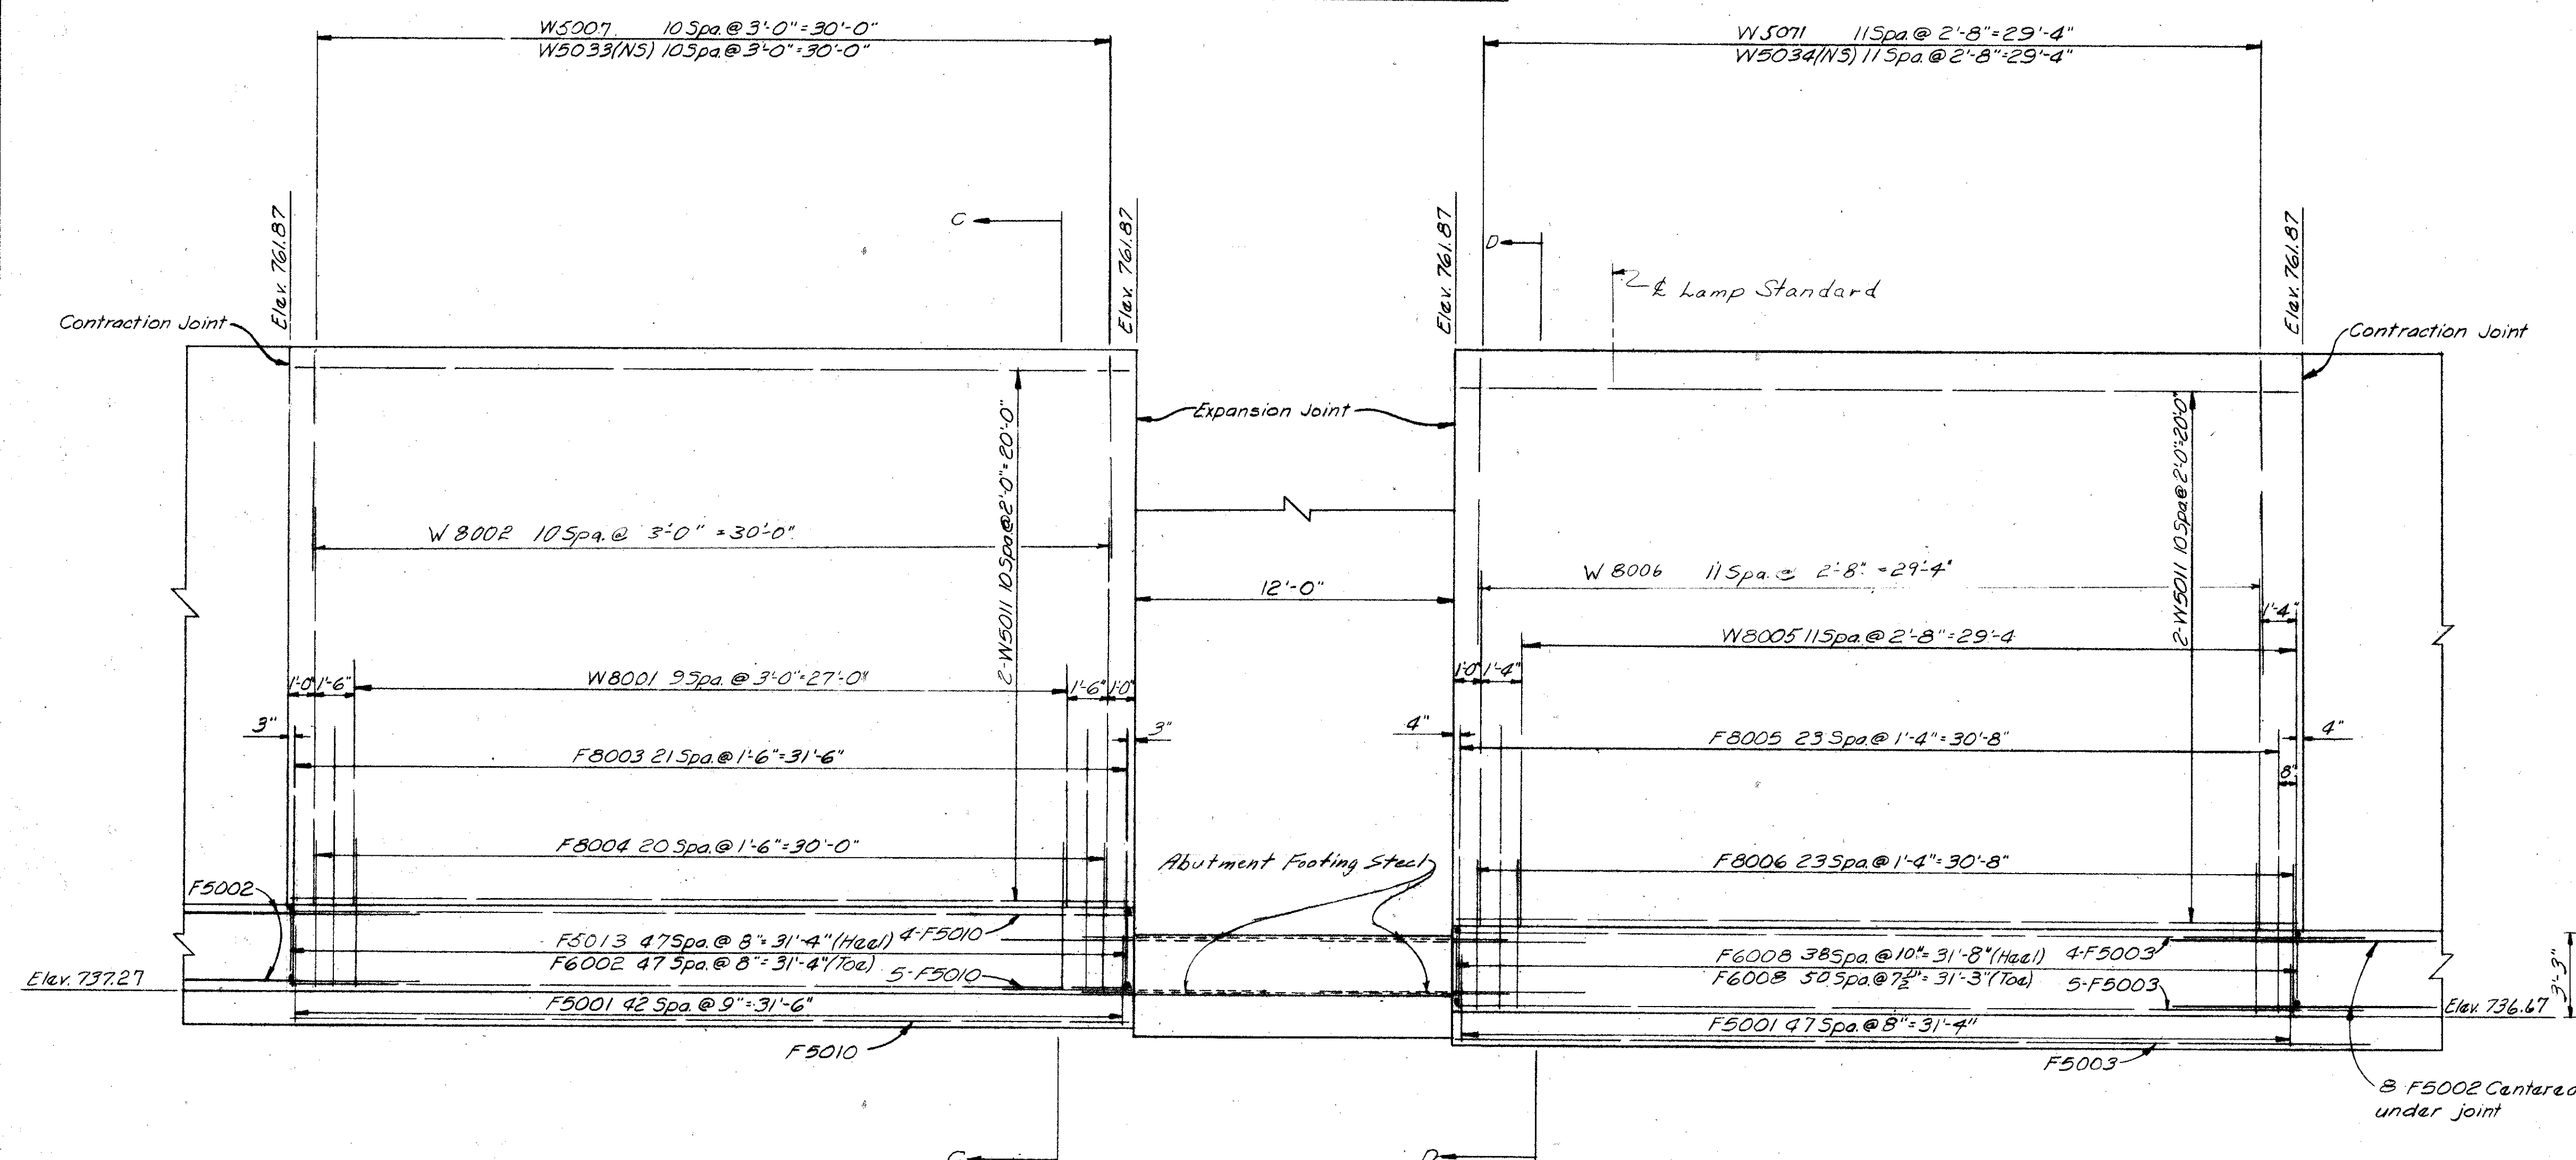 W5007 10 Spa. @ 3'-0" = 30'-0"
W5033(NS) 10 Spa. @ 3'-0" = 30'-0"
W5071 11 Spa. @ 2'-8" = 29'-4"
W5034(NS) 11 Spa. @ 2'-8" = 29'-4"
C
D
Elev. 761.87
Elev. 761.87
Elev. 761.87
Elev. 761.87
℄ Lamp Standard
Contraction Joint
Contraction Joint
Expansion Joint
2-W5011 10 Spa @ 2'-0" = 20'-0"
2-W5011 10 Spa @ 2'-0" = 20'-0"
W 8002 10 Spa. @ 3'-0" = 30'-0"
W 8006 11 Spa. @ 2'-8" = 29'-4"
12'-0"
1'-4"
W8005 11 Spa. @ 2'-8" = 29'-4
1'-0" 1'-6"
W8001 9 Spa. @ 3'-0" = 27'-0"
1'-6" 1'-0"
1'-0" 1'-4"
3"
3"
4"
4"
F8003 21 Spa. @ 1'-6" = 31'-6"
F8005 23 Spa. @ 1'-4" = 30'-8"
8"
F8004 20 Spa. @ 1'-6" = 30'-0"
Abutment Footing Steel
F8006 23 Spa. @ 1'-4" = 30'-8"
F5002
F5013 47 Spa. @ 8" = 31'-4" (Heel) 4-F5010
F6002 47 Spa. @ 8" = 31'-4" (Toe) 5-F5010
F6008 38 Spa. @ 10" = 31'-8" (Heel) 4-F5003
F6008 50 Spa. @ 7½" = 31'-3" (Toe) 5-F5003
3'-3"
Elev. 737.27
Elev. 736.67
F5001 42 Spa. @ 9" = 31'-6"
F5001 47 Spa. @ 8" = 31'-4"
F5010
F5003
8 F5002 Centered
under joint
C
D